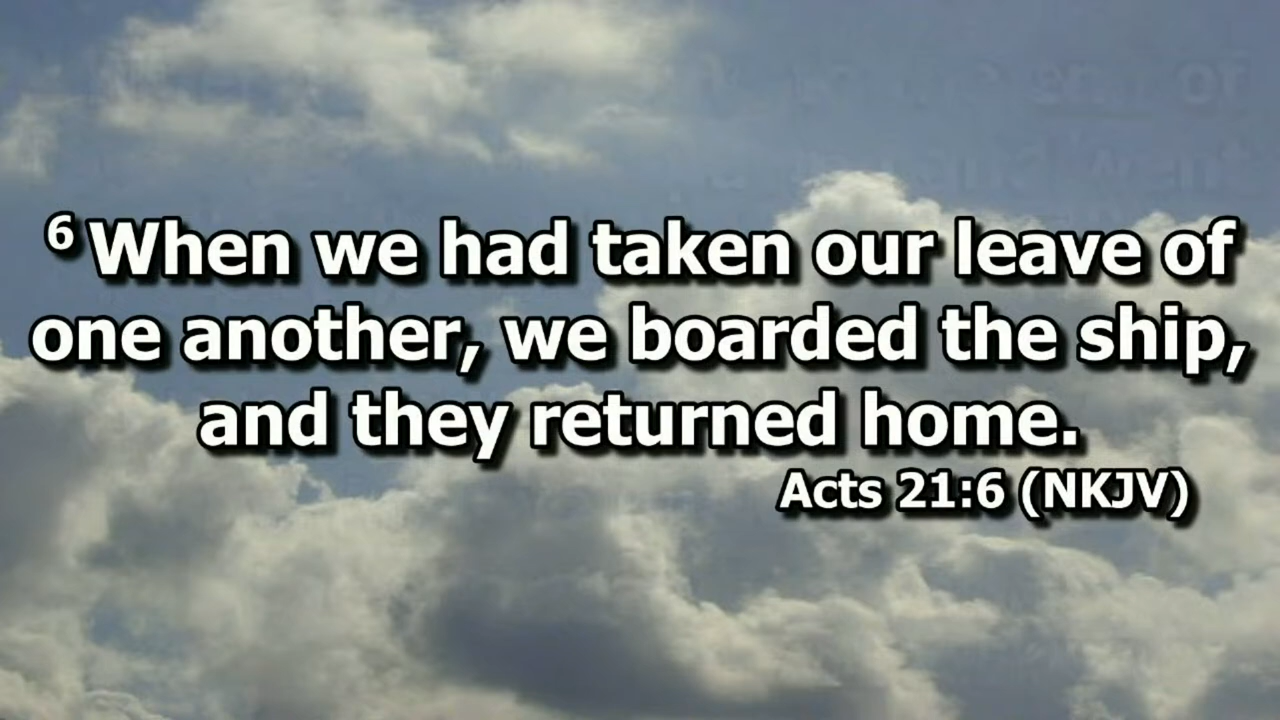 6 When we had taken our leave of
one another, we boarded the ship,
and they returned home.
Acts 21:6 (NKJV)